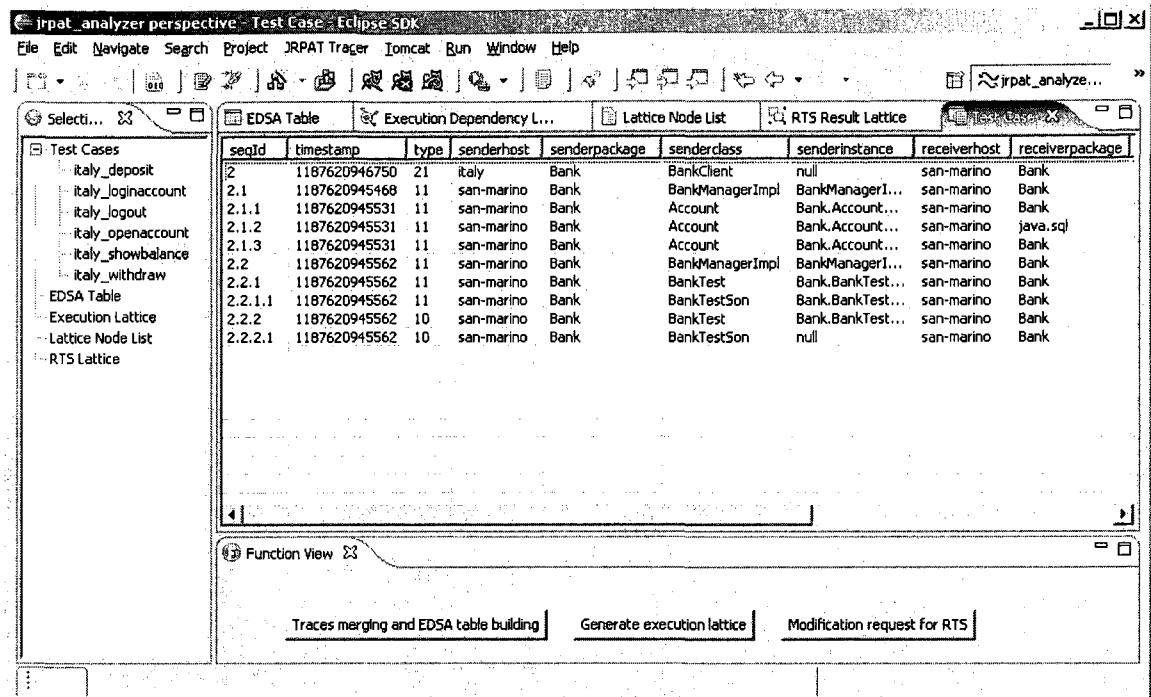 jrpat_analyzer perspective - Test Case - Eclipse SDK
File Edit Navigate Search Project JRPAT Tracer Tomcat Run Window Help
jrpat_analyze... »
Selecti...
EDSA Table Execution Dependency L... Lattice Node List RTS Result Lattice Test Case
Test Cases
italy_deposit
italy_loginaccount
italy_logout
italy_openaccount
italy_showbalance
italy_withdraw
EDSA Table
Execution Lattice
Lattice Node List
RTS Lattice
seqId timestamp type senderhost senderpackage senderclass senderinstance receiverhost receiverpackage
2 1187620946750 21 italy Bank BankClient null san-marino Bank
2.1 1187620945468 11 san-marino Bank BankManagerImpl BankManagerI... san-marino Bank
2.1.1 1187620945531 11 san-marino Bank Account Bank.Account... san-marino Bank
2.1.2 1187620945531 11 san-marino Bank Account Bank.Account... san-marino java.sql
2.1.3 1187620945531 11 san-marino Bank Account Bank.Account... san-marino Bank
2.2 1187620945562 11 san-marino Bank BankManagerImpl BankManagerI... san-marino Bank
2.2.1 1187620945562 11 san-marino Bank BankTest Bank.BankTest... san-marino Bank
2.2.1.1 1187620945562 11 san-marino Bank BankTestSon Bank.BankTest... san-marino Bank
2.2.2 1187620945562 10 san-marino Bank BankTest Bank.BankTest... san-marino Bank
2.2.2.1 1187620945562 10 san-marino Bank BankTestSon null san-marino Bank
Function View
Traces merging and EDSA table building Generate execution lattice Modification request for RTS